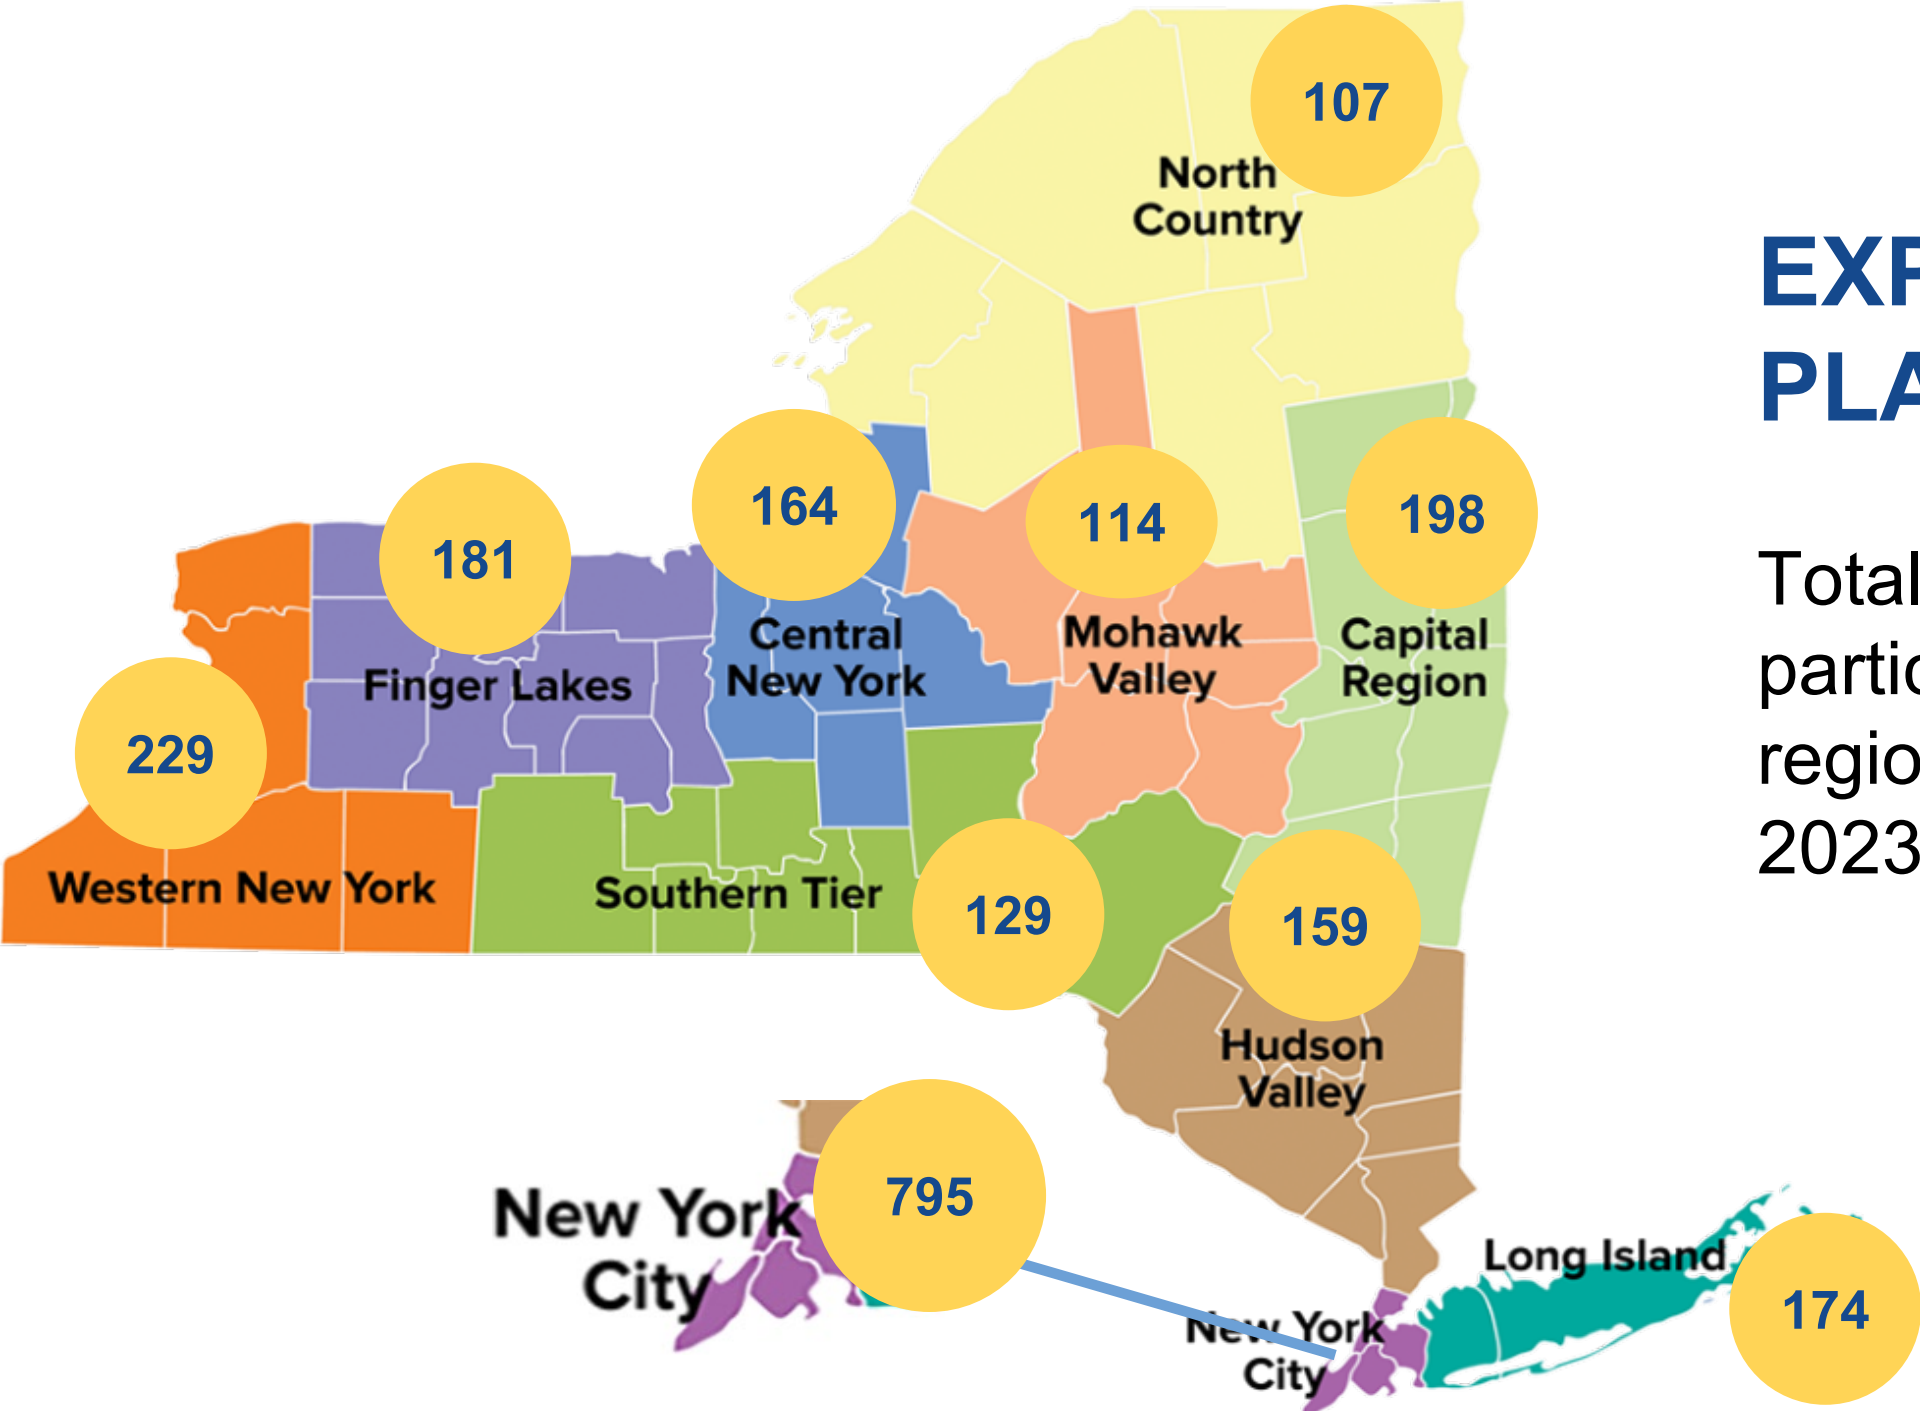 107
North
Country
EXP
PLA
164
181
114
198
Total
partic
regio
2023
Central
New York
Mohawk
Valley
Capital
Region
Finger Lakes
229
Western New York
Southern Tier
129
159
Hudson
Valley
795
New York
City
Long Island
174
New York
City